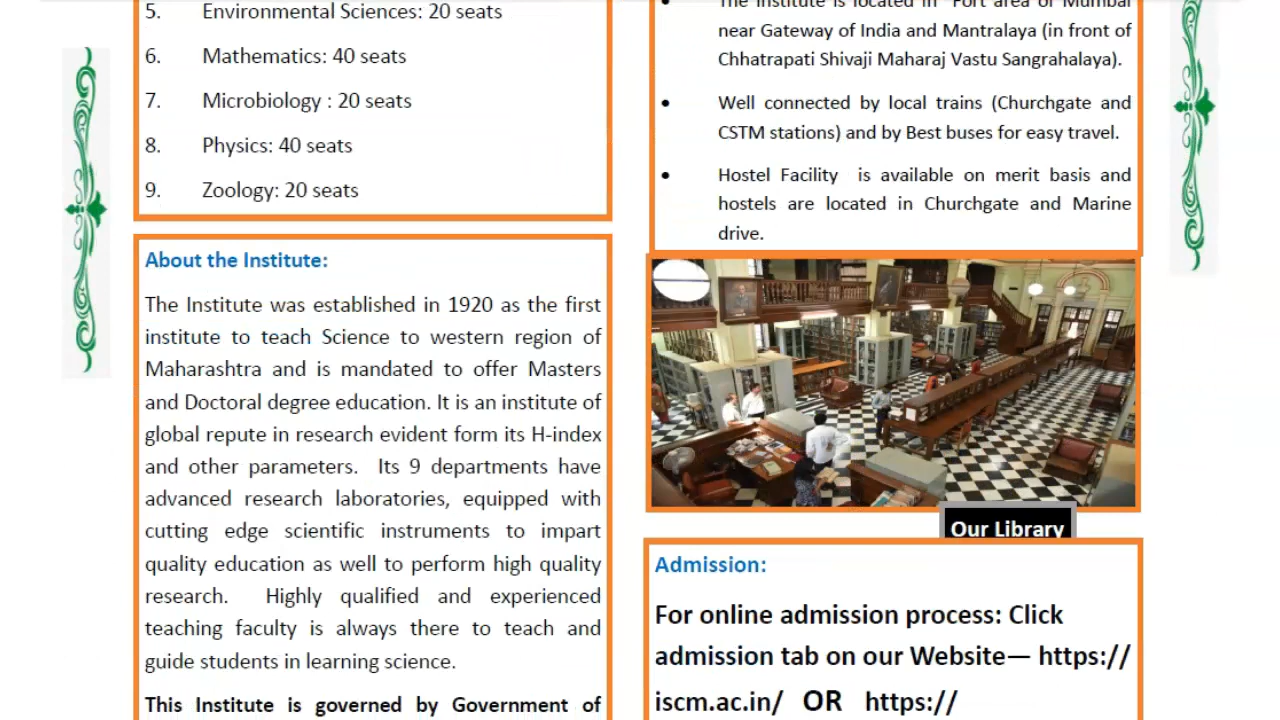 5. Environmental Sciences: 20 seats
6. Mathematics: 40 seats
7. Microbiology : 20 seats
8. Physics: 40 seats
9. Zoology: 20 seats
About the Institute:
The Institute was established in 1920 as the first
institute to teach Science to western region of
Maharashtra and is mandated to offer Masters
and Doctoral degree education. It is an institute of
global repute in research evident form its H-index
and other parameters. Its 9 departments have
advanced research laboratories, equipped with
cutting edge scientific instruments to impart
quality education as well to perform high quality
research. Highly qualified and experienced
teaching faculty is always there to teach and
guide students in learning science.
This Institute is governed by Government of
• The Institute is located in Fort area of Mumbai
near Gateway of India and Mantralaya (in front of
Chhatrapati Shivaji Maharaj Vastu Sangrahalaya).
• Well connected by local trains (Churchgate and
CSTM stations) and by Best buses for easy travel.
• Hostel Facility is available on merit basis and
hostels are located in Churchgate and Marine
drive.
Our Library
Admission:
For online admission process: Click
admission tab on our Website— https://
iscm.ac.in/ OR https://